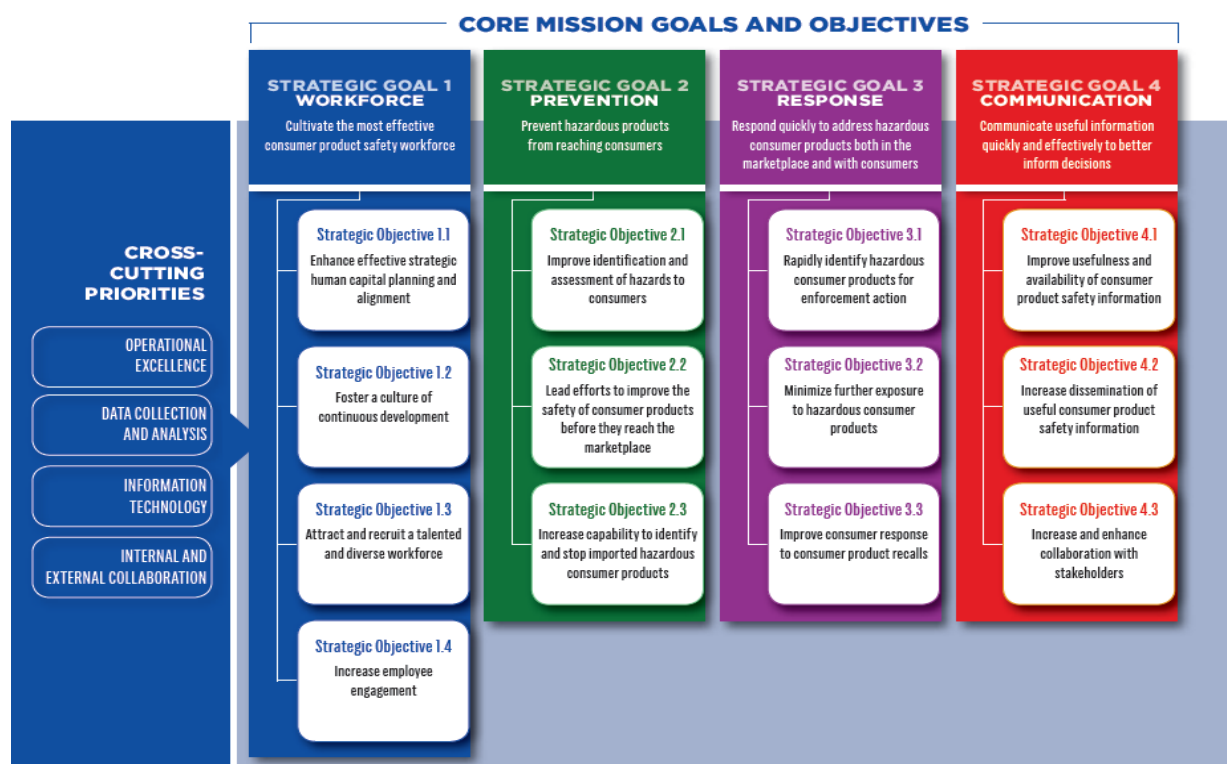 CORE MISSION GOALS AND OBJECTIVES
STRATEGIC GOAL 1
WORKFORCE
Cultivate the most effective
consumer product safety workforce
STRATEGIC GOAL 2
PREVENTION
Prevent hazardous products
from reaching consumers
STRATEGIC GOAL 3
RESPONSE
Respond quickly to address hazardous
consumer products both in the
marketplace and with consumers
STRATEGIC GOAL 4
COMMUNICATION
Communicate useful information
quickly and effectively to better
inform decisions
CROSS-
CUTTING
PRIORITIES
OPERATIONAL
EXCELLENCE
DATA COLLECTION
AND ANALYSIS
INFORMATION
TECHNOLOGY
INTERNAL AND
EXTERNAL COLLABORATION
Strategic Objective 1.1
Enhance effective strategic
human capital planning and
alignment
Strategic Objective 1.2
Foster a culture of
continuous development
Strategic Objective 1.3
Attract and recruit a talented
and diverse workforce
Strategic Objective 1.4
Increase employee
engagement
Strategic Objective 2.1
Improve identification and
assessment of hazards to
consumers
Strategic Objective 2.2
Lead efforts to improve the
safety of consumer products
before they reach the
marketplace
Strategic Objective 2.3
Increase capability to identify
and stop imported hazardous
consumer products
Strategic Objective 3.1
Rapidly identify hazardous
consumer products for
enforcement action
Strategic Objective 3.2
Minimize further exposure
to hazardous consumer
products
Strategic Objective 3.3
Improve consumer response
to consumer product recalls
Strategic Objective 4.1
Improve usefulness and
availability of consumer
product safety information
Strategic Objective 4.2
Increase dissemination of
useful consumer product
safety information
Strategic Objective 4.3
Increase and enhance
collaboration with
stakeholders